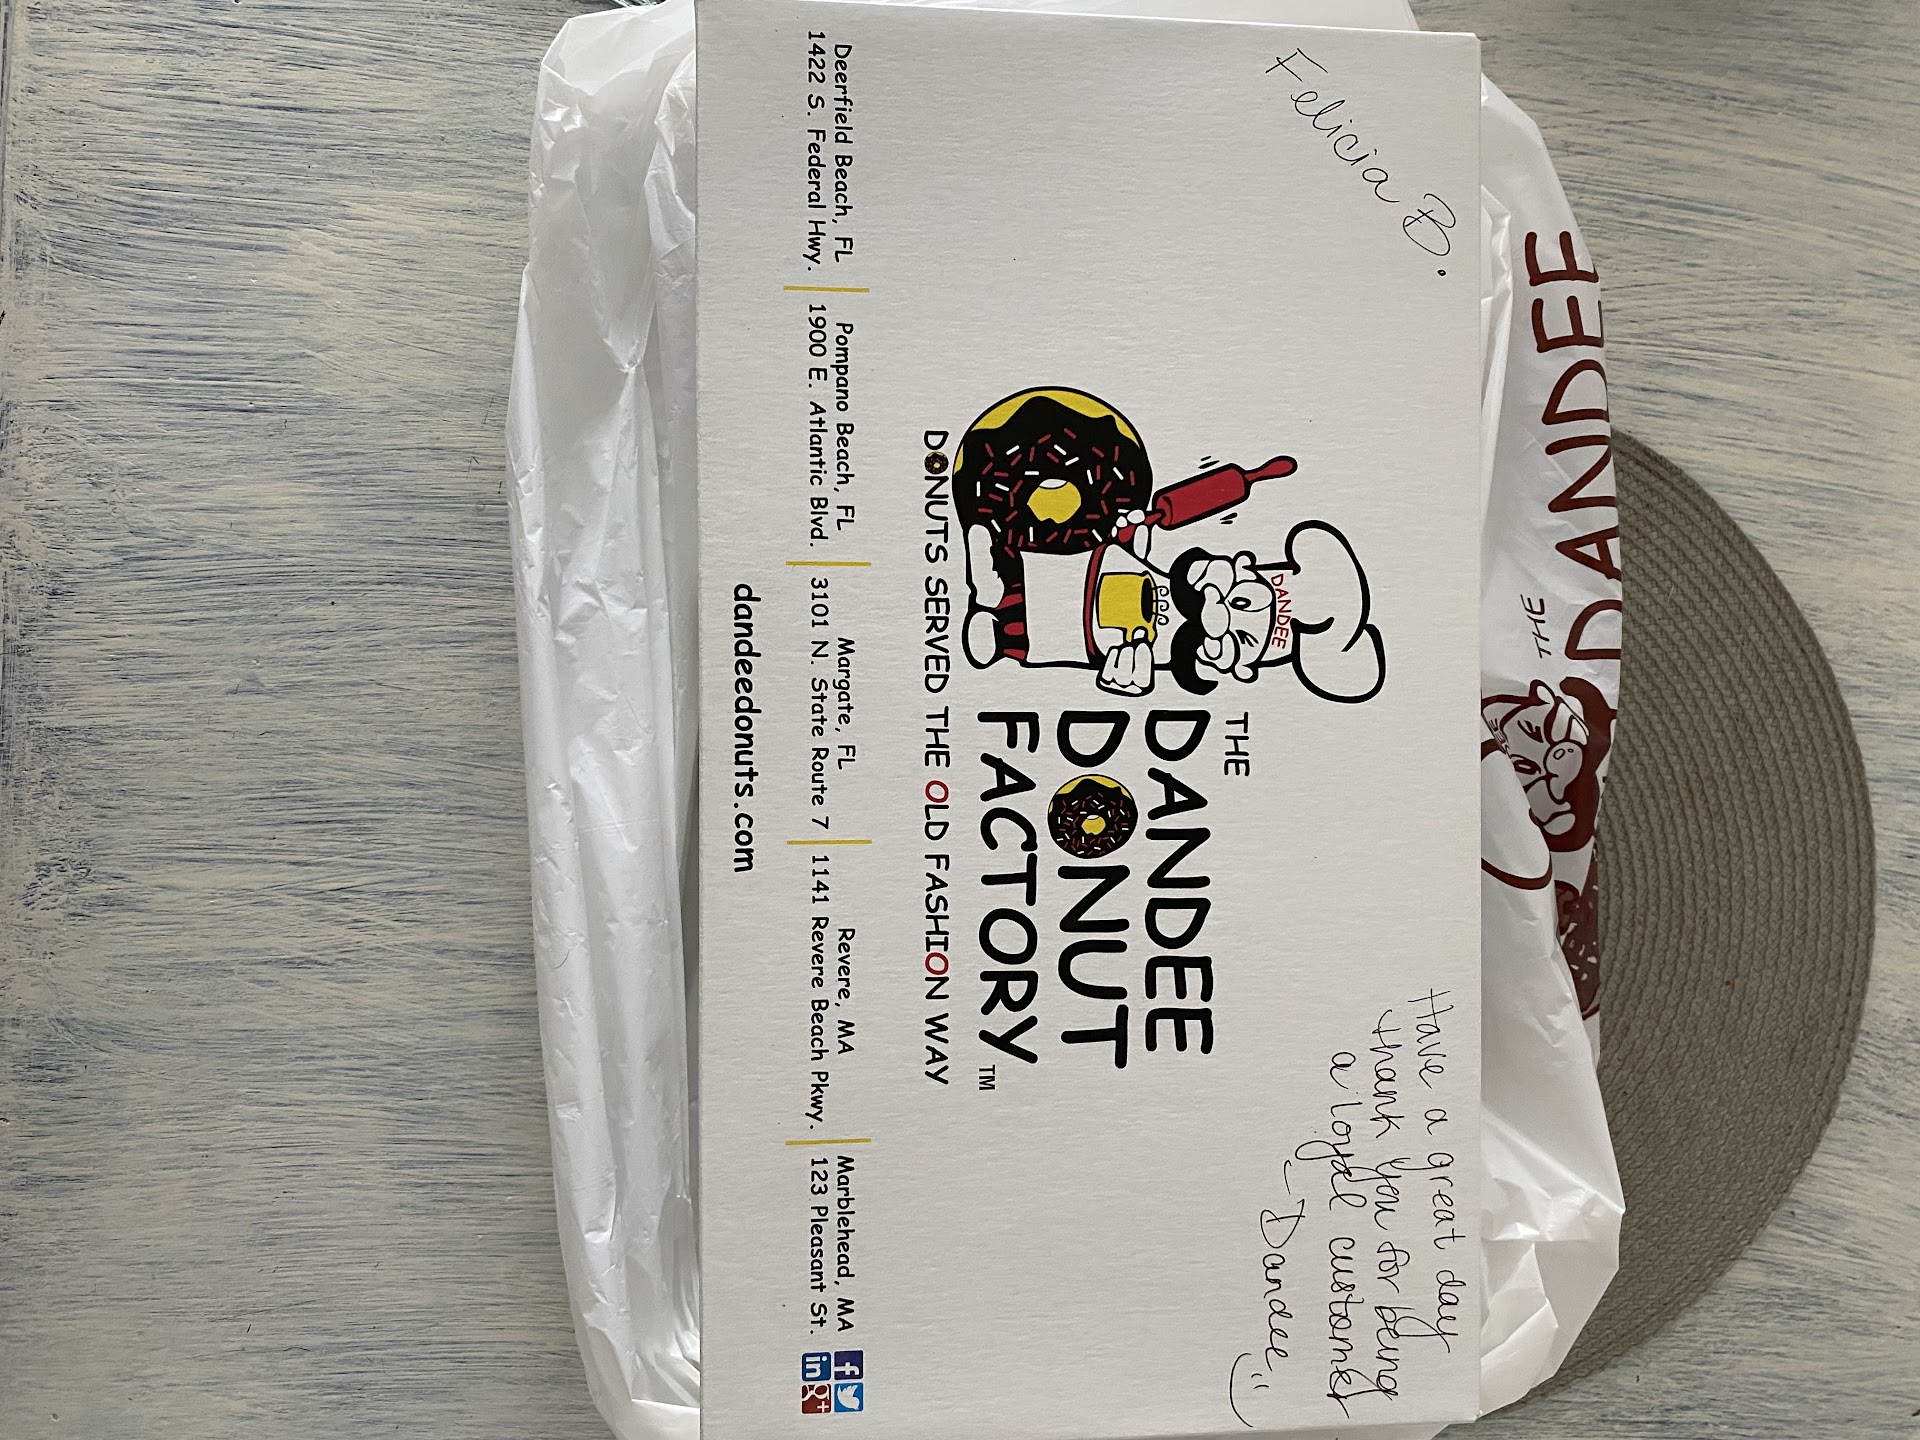 Felicia B.
Have a great day
thank you for being
a loyal customer
- Dandee
DANDEE
THE
DANDEE
DONUT
FACTORY™
DONUTS SERVED THE OLD FASHION WAY
Deerfield Beach, FL
1422 S. Federal Hwy.
Pompano Beach, FL
1900 E. Atlantic Blvd.
Margate, FL
3101 N. State Route 7
Revere, MA
1141 Revere Beach Pkwy.
Marblehead, MA
123 Pleasant St.
f
in
g+
dandeedonuts.com
THE
DANDEE